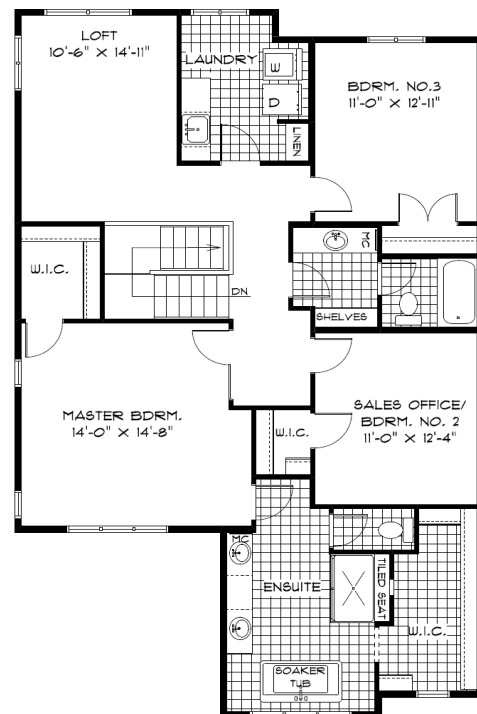 LOFT
10'-6" X 14'-11"
LAUNDRY
W
D
LINEN
BDRM. NO.3
11'-0" X 12'-11"
W.I.C.
DN
MC
SHELVES
MASTER BDRM.
14'-0" X 14'-8"
SALES OFFICE/
BDRM. NO. 2
11'-0" X 12'-4"
W.I.C.
MC
ENSUITE
TILED SEAT
W.I.C.
SOAKER
TUB